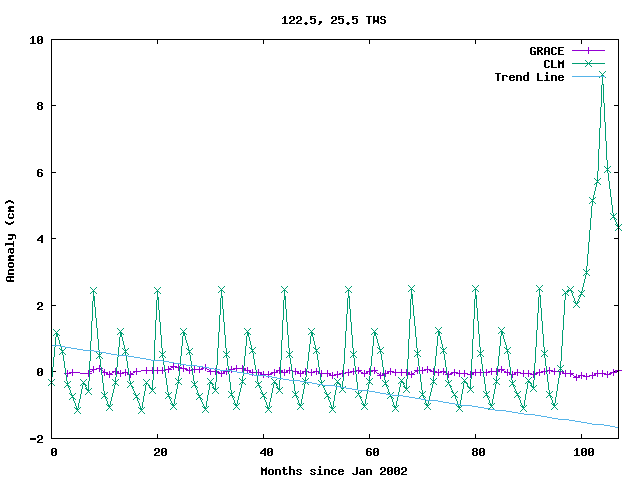 122.5, 25.5 TWS
GRACE
CLM
Trend Line
10
8
6
4
2
0
-2
Anomaly (cm)
0 20 40 60 80 100
Months since Jan 2002